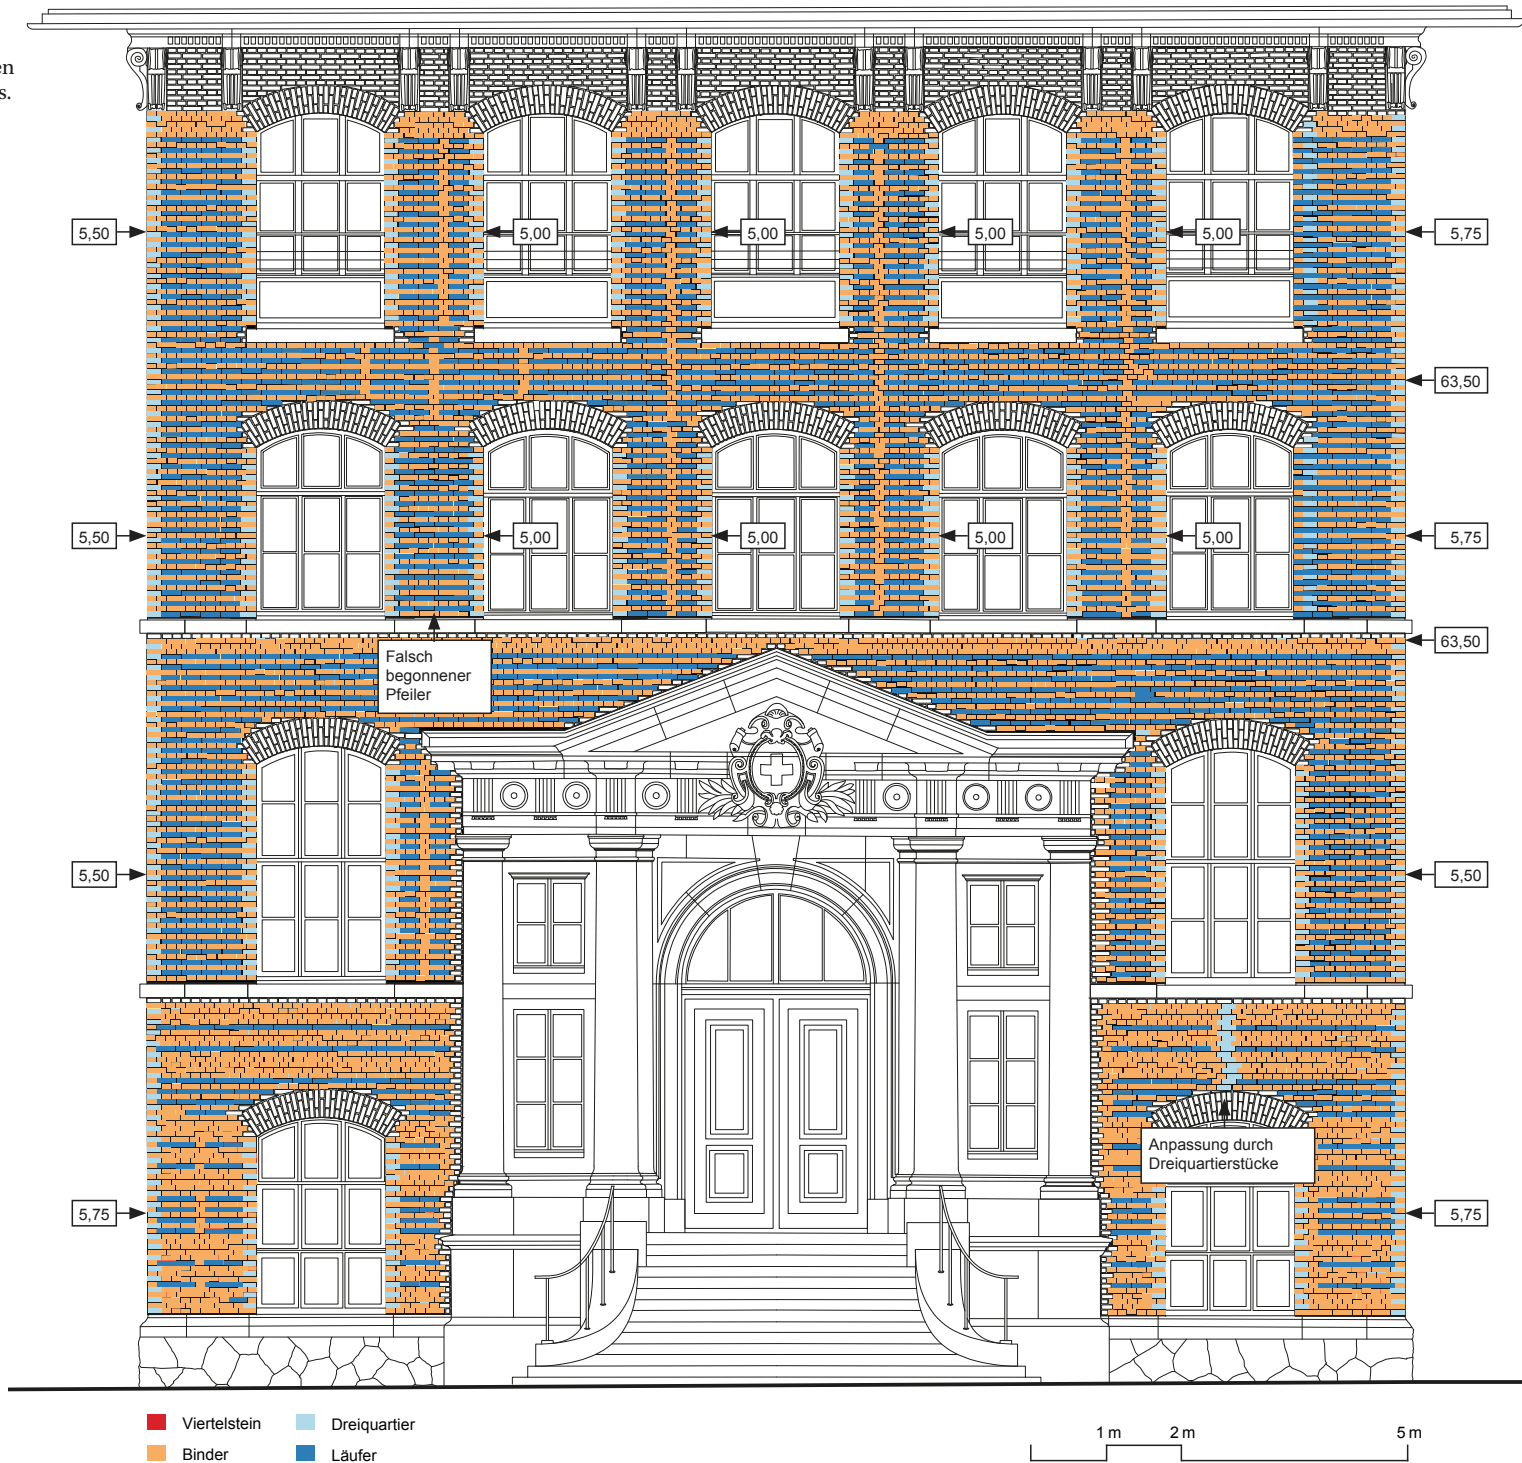 en
s.
5,50
5,00
5,00
5,00
5,00
5,75
63,50
5,50
5,00
5,00
5,00
5,00
5,75
63,50
Falsch
begonnener
Pfeiler
5,50
5,50
Anpassung durch
Dreiquartierstücke
5,75
5,75
Viertelstein
Dreiquartier
Binder
Läufer
1 m
2 m
5 m